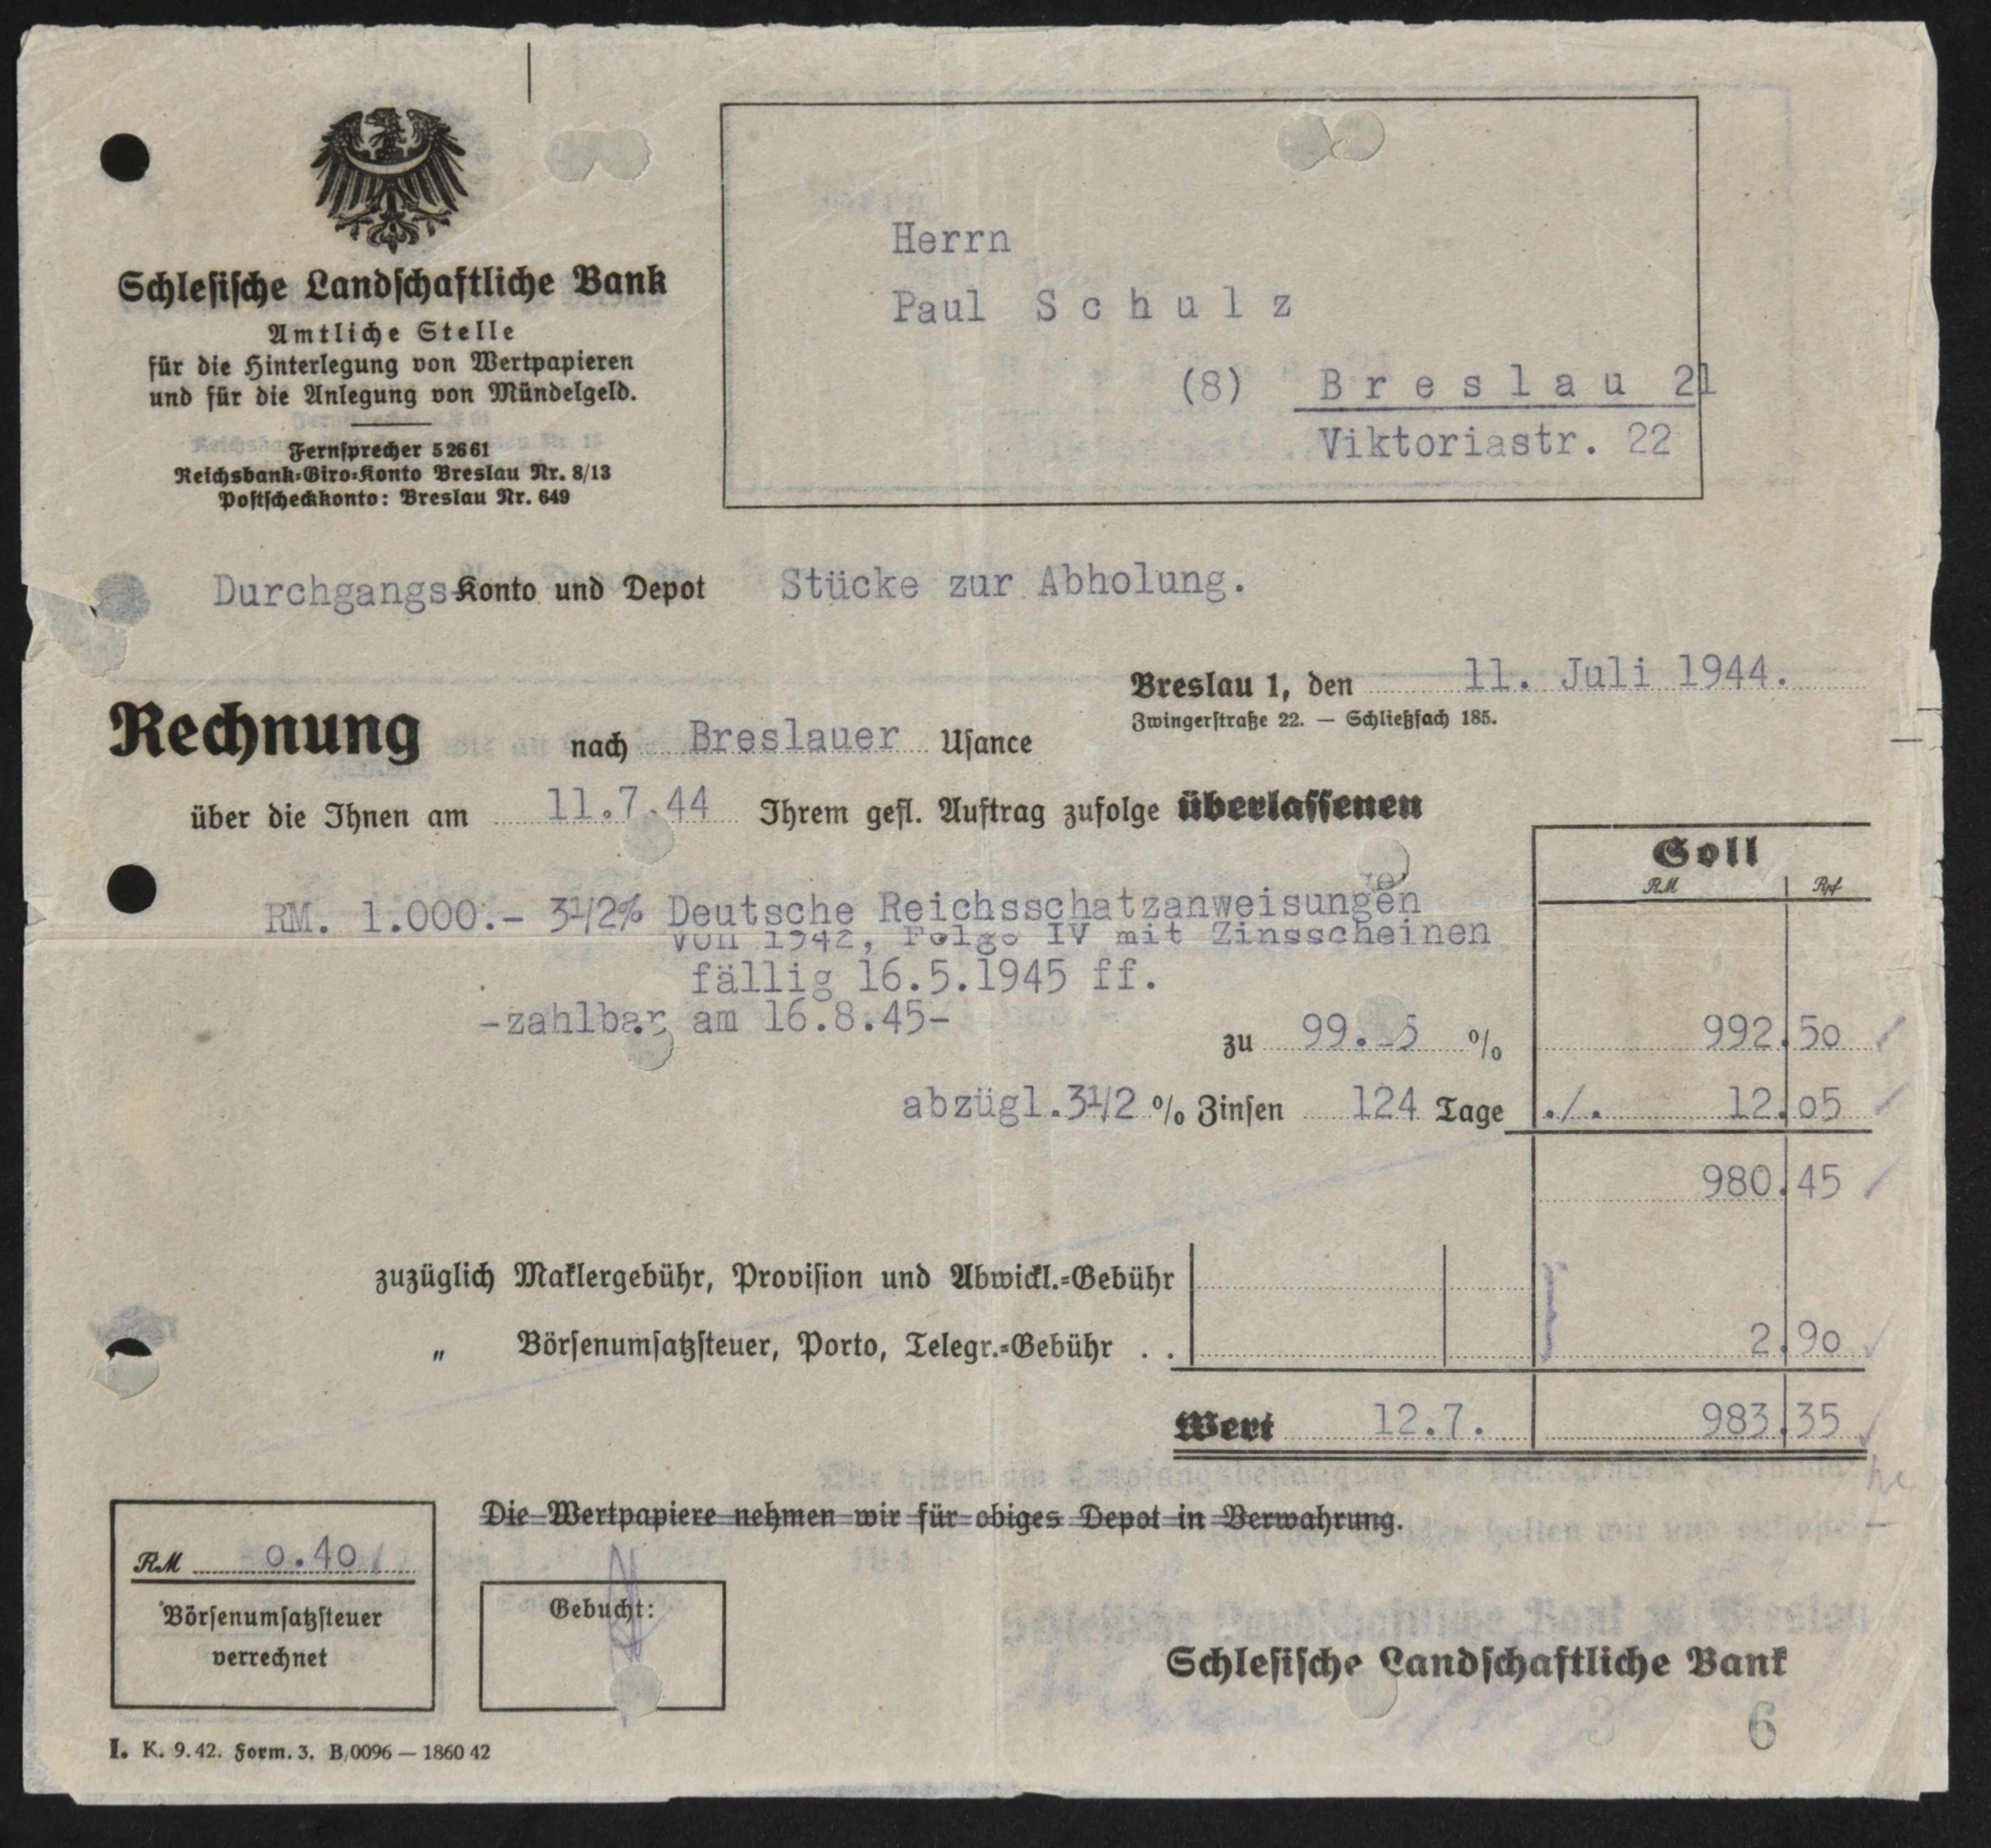 Schlesische Landschaftliche Bank
Amtliche Stelle
für die Hinterlegung von Wertpapieren
und für die Anlegung von Mündelgeld.
Fernsprecher 52661
Reichsbank-Giro-Konto Breslau Nr. 8/13
Postscheckkonto: Breslau Nr. 649
Herrn
Paul Schulz
(8) Breslau 21
Viktoriastr. 22
Durchgangs-Konto und Depot Stücke zur Abholung.
Breslau 1, den 11. Juli 1944.
Zwingerstraße 22. — Schließfach 185.
Rechnung nach Breslauer Usance
über die Ihnen am 11.7.44 Ihrem gefl. Auftrag zufolge überlassenen
Soll
RM Rpf
RM. 1.000.- 3 1/2% Deutsche Reichsschatzanweisungen
von 1942, Folge IV mit Zinsscheinen
fällig 16.5.1945 ff.
-zahlbar am 16.8.45-
zu 99. 5 % 992.50
abzügl. 3 1/2 % Zinsen 124 Tage ./. 12.05
980.45
zuzüglich Maklergebühr, Provision und Abwickl.-Gebühr
„ Börsenumsatzsteuer, Porto, Telegr.-Gebühr . . 2.90
Wert 12.7. 983.35
Die Wertpapiere nehmen wir für obiges Depot in Verwahrung.
RM 0.40
Börsenumsatzsteuer
verrechnet
Gebucht:
Schlesische Landschaftliche Bank
6
I. K. 9.42. Form. 3. B/0096 — 1860 42